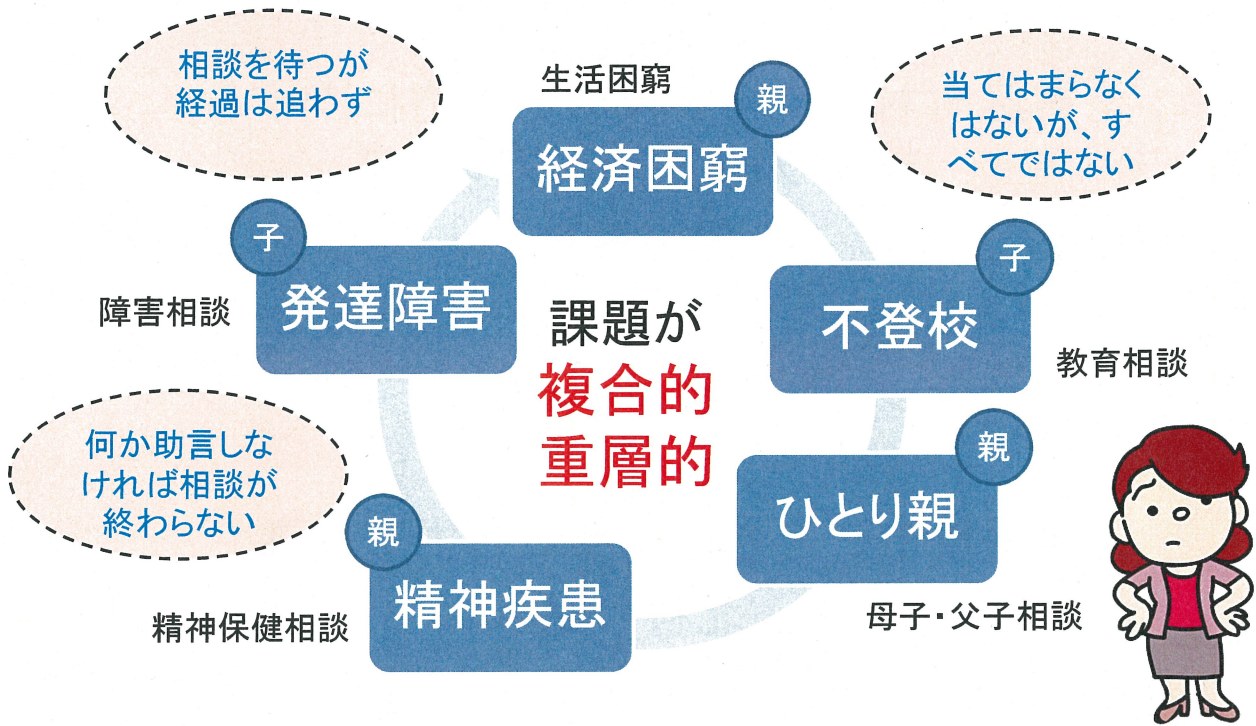 相談を待つが
経過は追わず
生活困窮
親
経済困窮
当てはまらなく
はないが、す
べてではない
子
不登校
教育相談
親
ひとり親
母子・父子相談
親
精神疾患
精神保健相談
何か助言しな
ければ相談が
終わらない
子
発達障害
障害相談
課題が
複合的
重層的